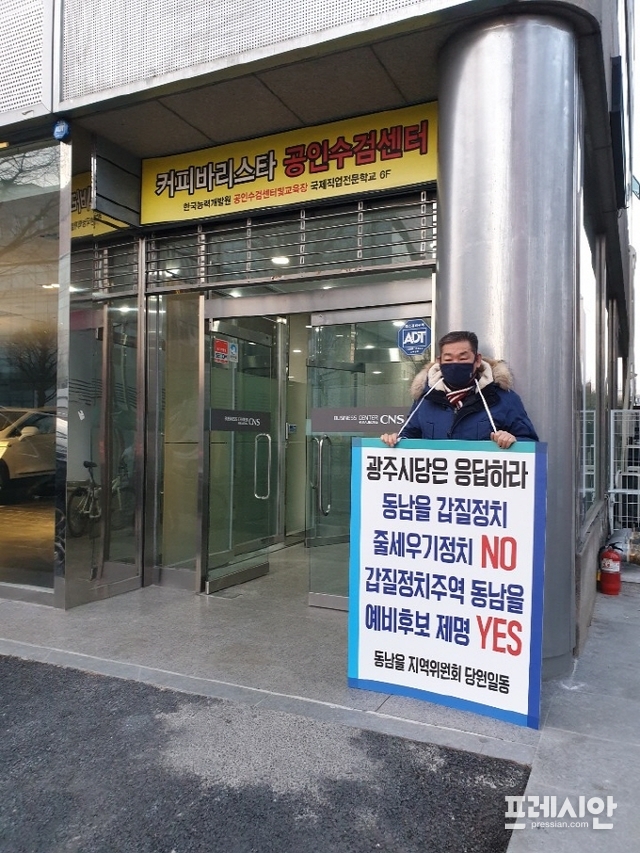 커피바리스타 공인수검센터
한국능력개발원 공인수검센터및교육장 국제직업전문학교 6F
ADT
BUSINESS CENTER CNS
BUSINESS CENTER CNS
광주시당은 응답하라
동남을 갑질정치
줄세우기정치 NO
갑질정치주역 동남을
예비후보 제명 YES
동남을 지역위원회 당원일동
프레시안
pressian.com